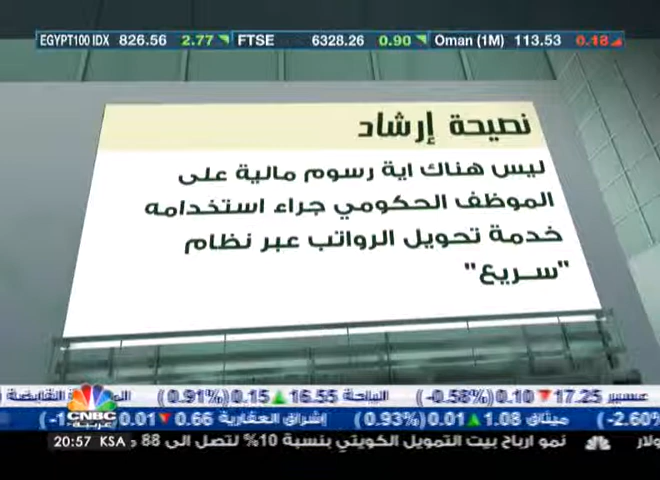 EGYPT100 IDX 826.56 2.77 FTSE 6328.26 0.90 Oman (1M) 113.53 0.18
نصيحة إرشاد
ليس هناك اية رسوم مالية على
الموظف الحكومي جراء استخدامه
خدمة تحويل الرواتب عبر نظام
"سريع"
عسير 17.25 0.10 (-0.58%) البابحة 16.55 0.15 (0.91%)
(-2.60% ميثاق 1.08 0.01 (0.93%) إشراق العقارية 0.66 0.01
CNBC
عربية
20:57 KSA نمو ارباح بيت التمويل الكويتي بنسبة 10% لتصل الى 88